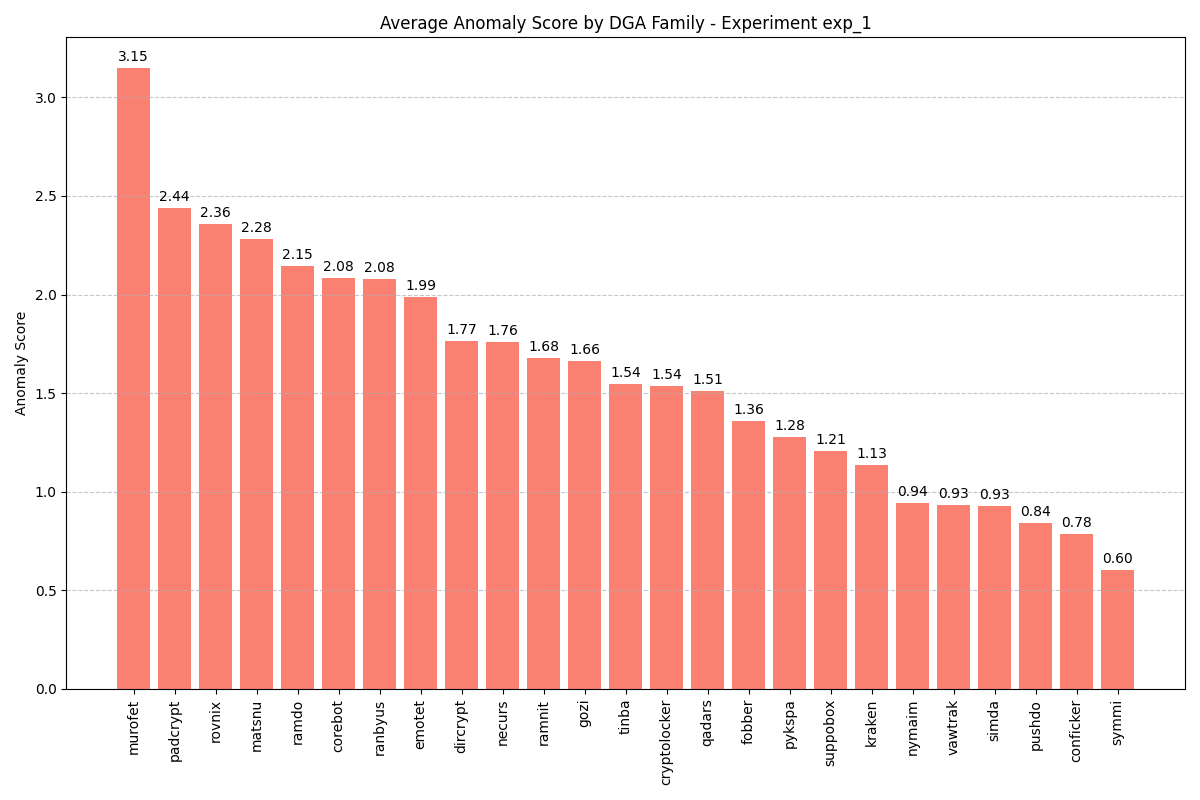 Average Anomaly Score by DGA Family - Experiment exp_1
Anomaly Score
3.0
2.5
2.0
1.5
1.0
0.5
0.0
3.15
2.44
2.36
2.28
2.15
2.08
2.08
1.99
1.77
1.76
1.68
1.66
1.54
1.54
1.51
1.36
1.28
1.21
1.13
0.94
0.93
0.93
0.84
0.78
0.60
murofet
padcrypt
rovnix
matsnu
ramdo
corebot
ranbyus
emotet
dircrypt
necurs
ramnit
gozi
tinba
cryptolocker
qadars
fobber
pykspa
suppobox
kraken
nymaim
vawtrak
simda
pushdo
conficker
symmi